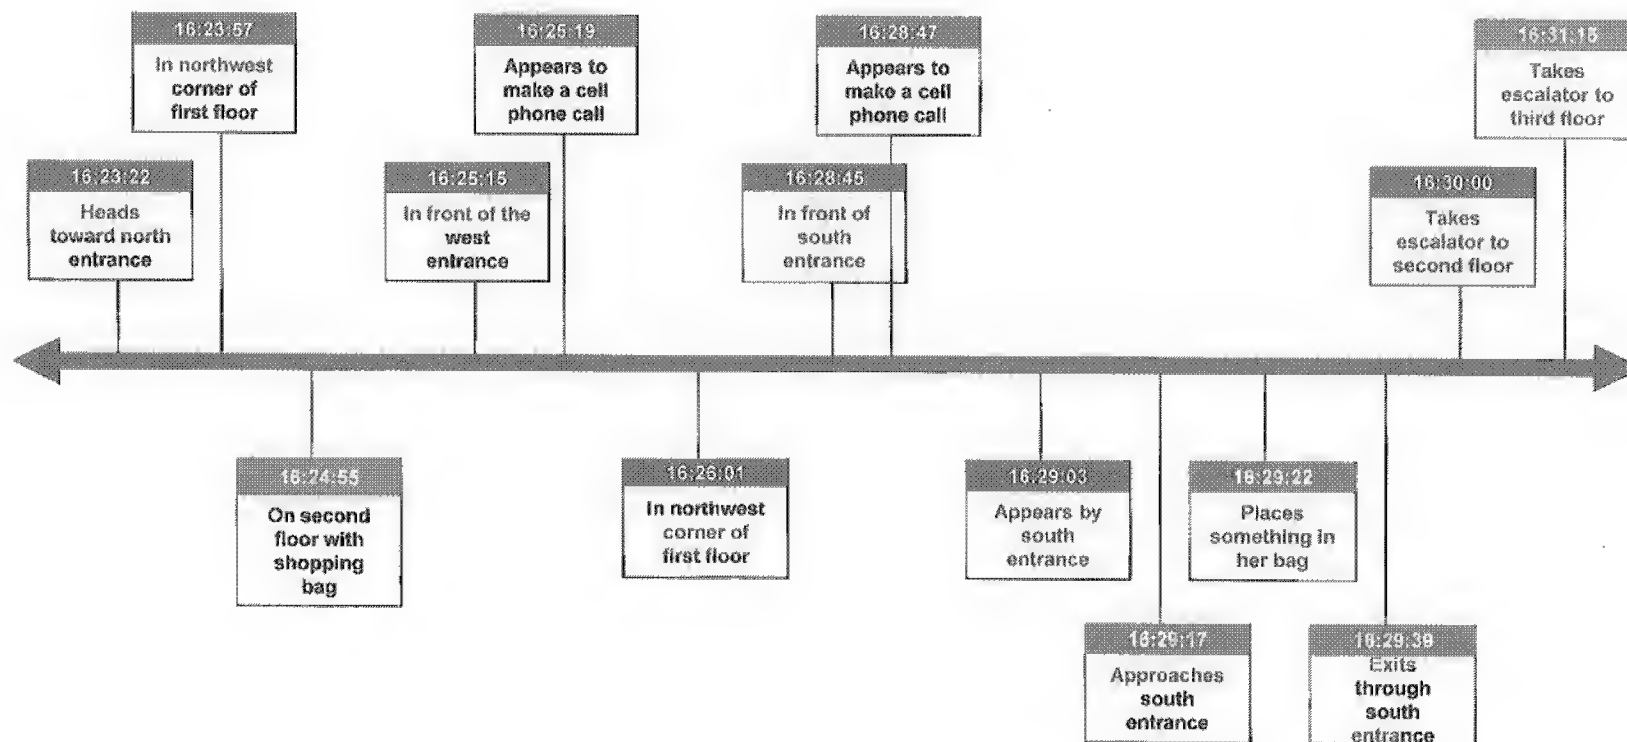 16:23:57
In northwest
corner of
first floor
16:25:19
Appears to
make a cell
phone call
16:28:47
Appears to
make a cell
phone call
16:31:15
Takes
escalator to
third floor
16:23:22
Heads
toward north
entrance
16:25:15
In front of the
west
entrance
16:28:45
In front of
south
entrance
16:30:00
Takes
escalator to
second floor
16:24:55
On second
floor with
shopping
bag
16:26:01
In northwest
corner of
first floor
16:29:03
Appears by
south
entrance
16:29:22
Places
something in
her bag
16:29:17
Approaches
south
entrance
16:29:39
Exits
through
south
entrance